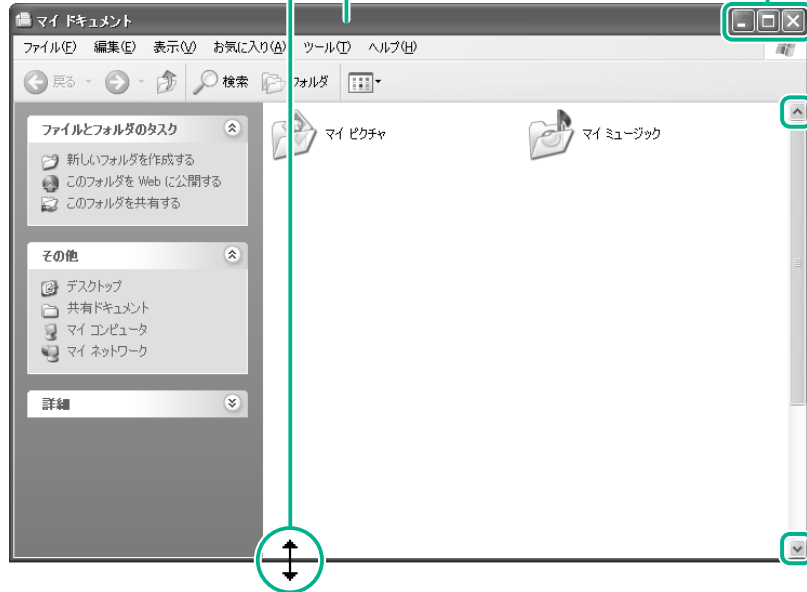 マイ ドキュメント
ファイル(F) 編集(E) 表示(V) お気に入り(A) ツール(T) ヘルプ(H)
戻る 検索 フォルダ
ファイルとフォルダのタスク
新しいフォルダを作成する
このフォルダを Web に公開する
このフォルダを共有する
その他
デスクトップ
共有ドキュメント
マイ コンピュータ
マイ ネットワーク
詳細
マイ ピクチャ
マイ ミュージック